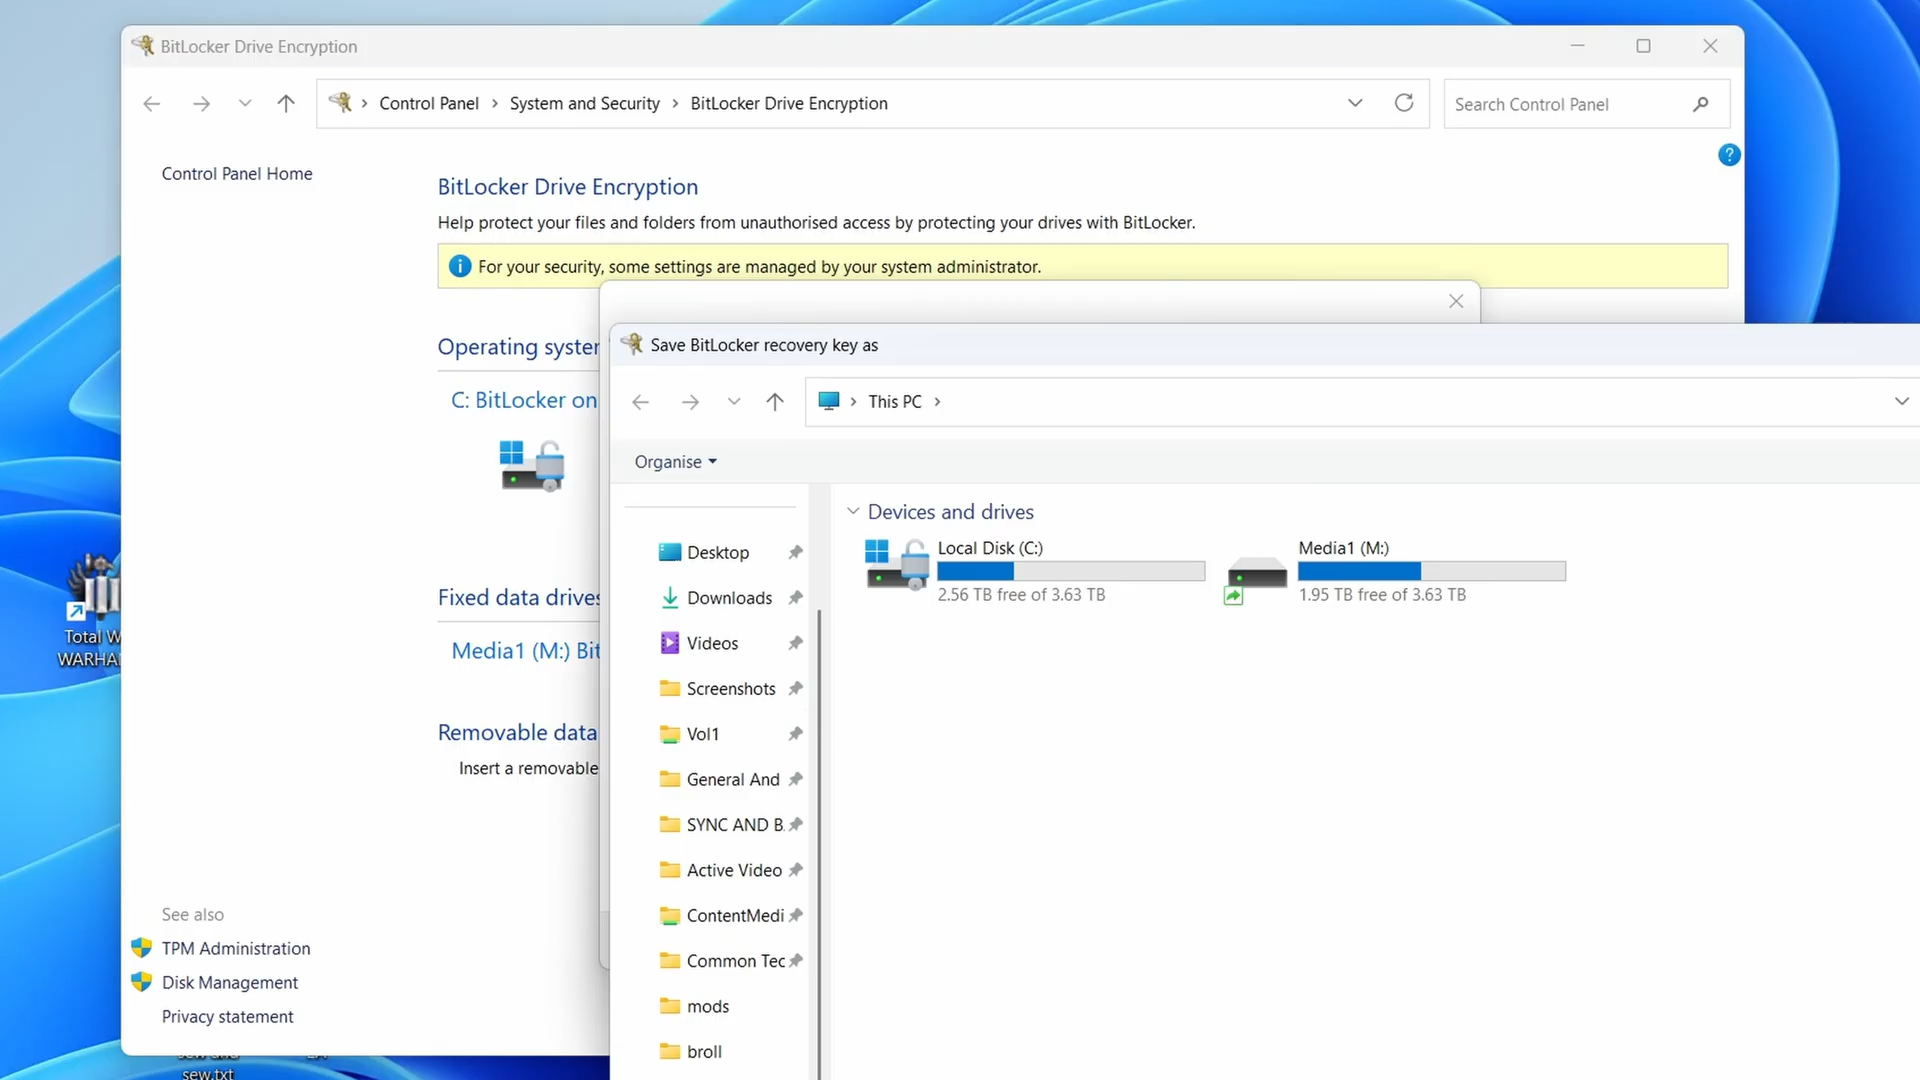 BitLocker Drive Encryption
Control Panel > System and Security > BitLocker Drive Encryption
Search Control Panel
Control Panel Home
BitLocker Drive Encryption
Help protect your files and folders from unauthorised access by protecting your drives with BitLocker.
For your security, some settings are managed by your system administrator.
Operating system
C: BitLocker on
Fixed data drives
Media1 (M:) Bit
Removable data
Insert a removable
See also
TPM Administration
Disk Management
Privacy statement
Save BitLocker recovery key as
This PC >
Organise
Desktop
Downloads
Videos
Screenshots
Vol1
General And
SYNC AND B
Active Video
ContentMedi
Common Tec
mods
broll
Devices and drives
Local Disk (C:)
2.56 TB free of 3.63 TB
Media1 (M:)
1.95 TB free of 3.63 TB
Total W
WARHA
sew.txt